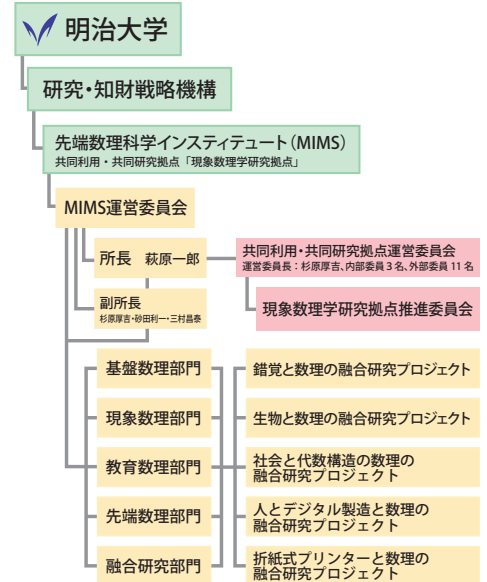 明治大学
研究・知財戦略機構
先端数理科学インスティテュート（MIMS）
共同利用・共同研究拠点「現象数理学研究拠点」
MIMS運営委員会
所長 萩原一郎
共同利用・共同研究拠点運営委員会
運営委員長：杉原厚吉、内部委員3名、外部委員11名
副所長
杉原厚吉・砂田利一・三村昌泰
現象数理学研究拠点推進委員会
基盤数理部門
錯覚と数理の融合研究プロジェクト
現象数理部門
生物と数理の融合研究プロジェクト
教育数理部門
社会と代数構造の数理の
融合研究プロジェクト
先端数理部門
人とデジタル製造と数理の
融合研究プロジェクト
融合研究部門
折紙式プリンターと数理の
融合研究プロジェクト